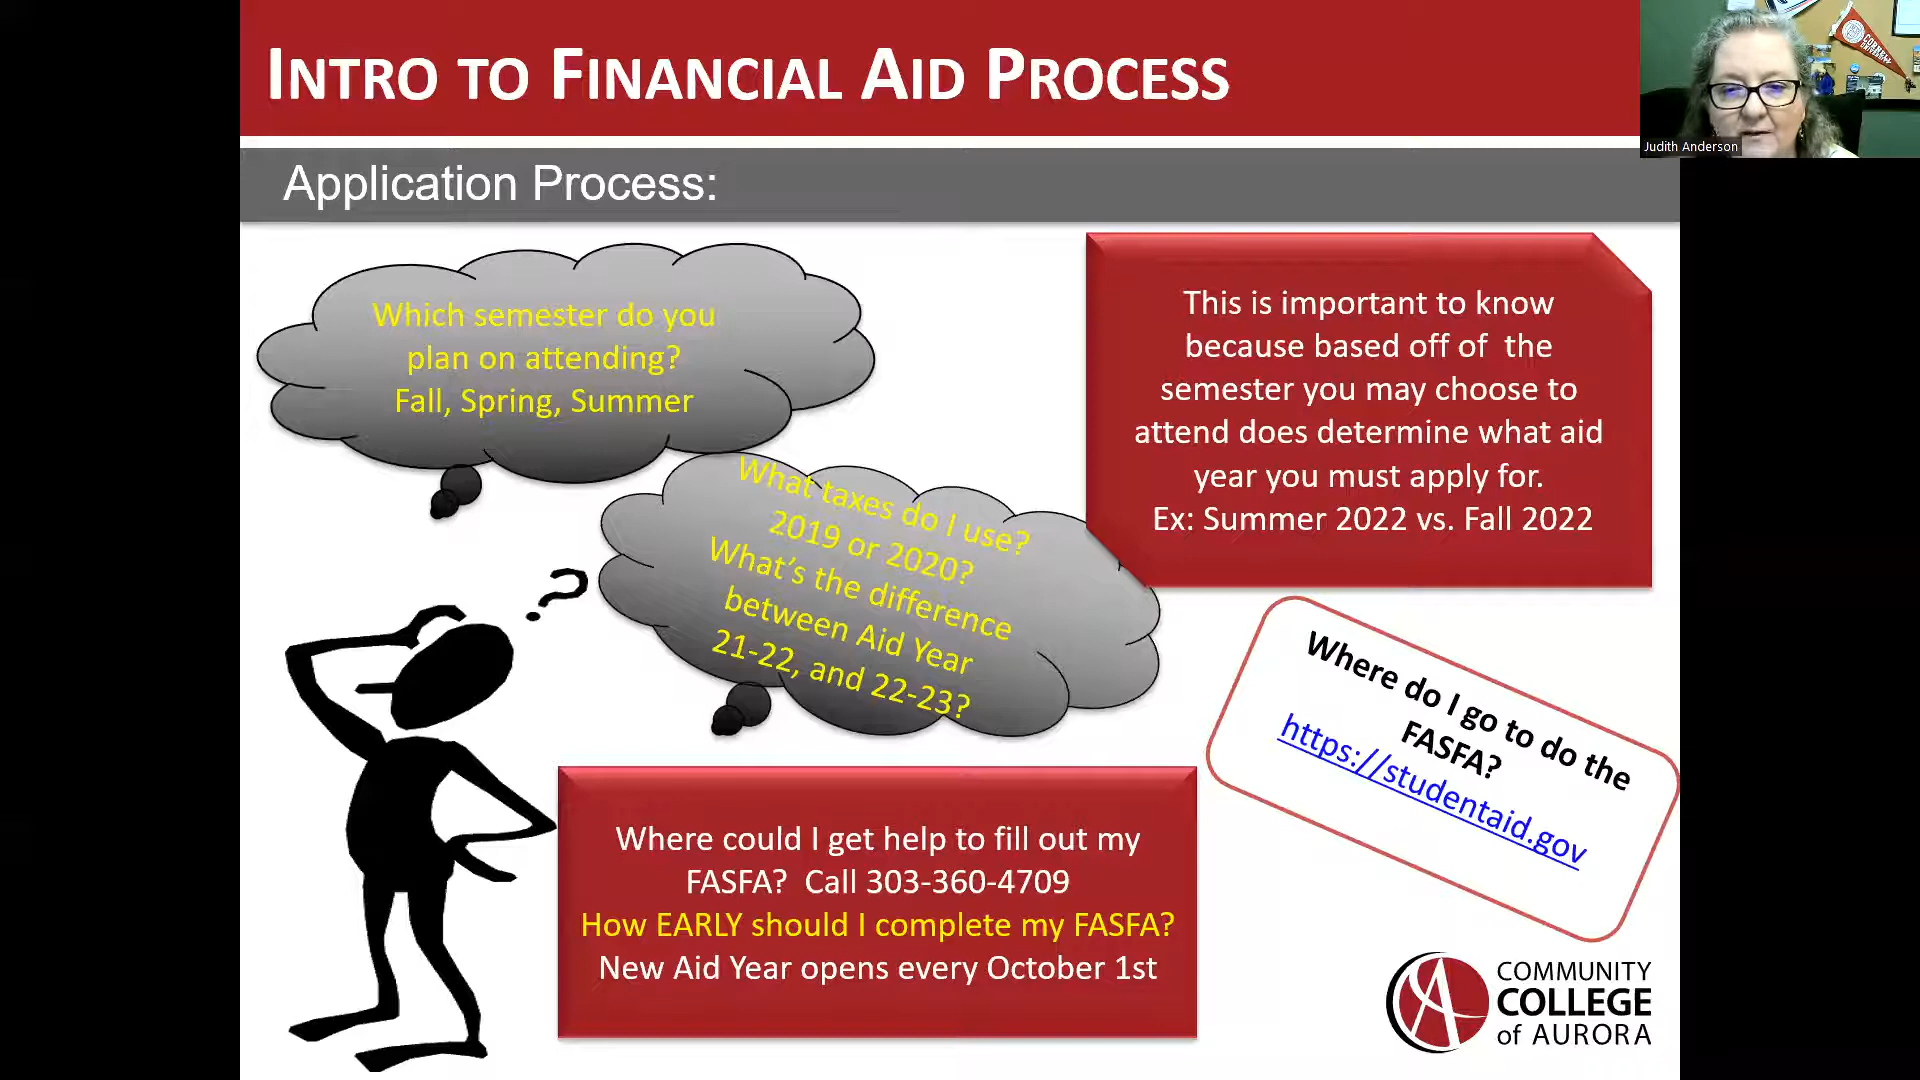 INTRO TO FINANCIAL AID PROCESS
CORNELL
UNIVERSITY
Judith Anderson
Application Process:
Which semester do you
plan on attending?
Fall, Spring, Summer
What taxes do I use?
2019 or 2020?
What's the difference
between Aid Year
21-22, and 22-23?
This is important to know
because based off of the
semester you may choose to
attend does determine what aid
year you must apply for.
Ex: Summer 2022 vs. Fall 2022
?
Where do I go to do the
FASFA?
https://studentaid.gov
Where could I get help to fill out my
FASFA? Call 303-360-4709
How EARLY should I complete my FASFA?
New Aid Year opens every October 1st
COMMUNITY
COLLEGE
of AURORA